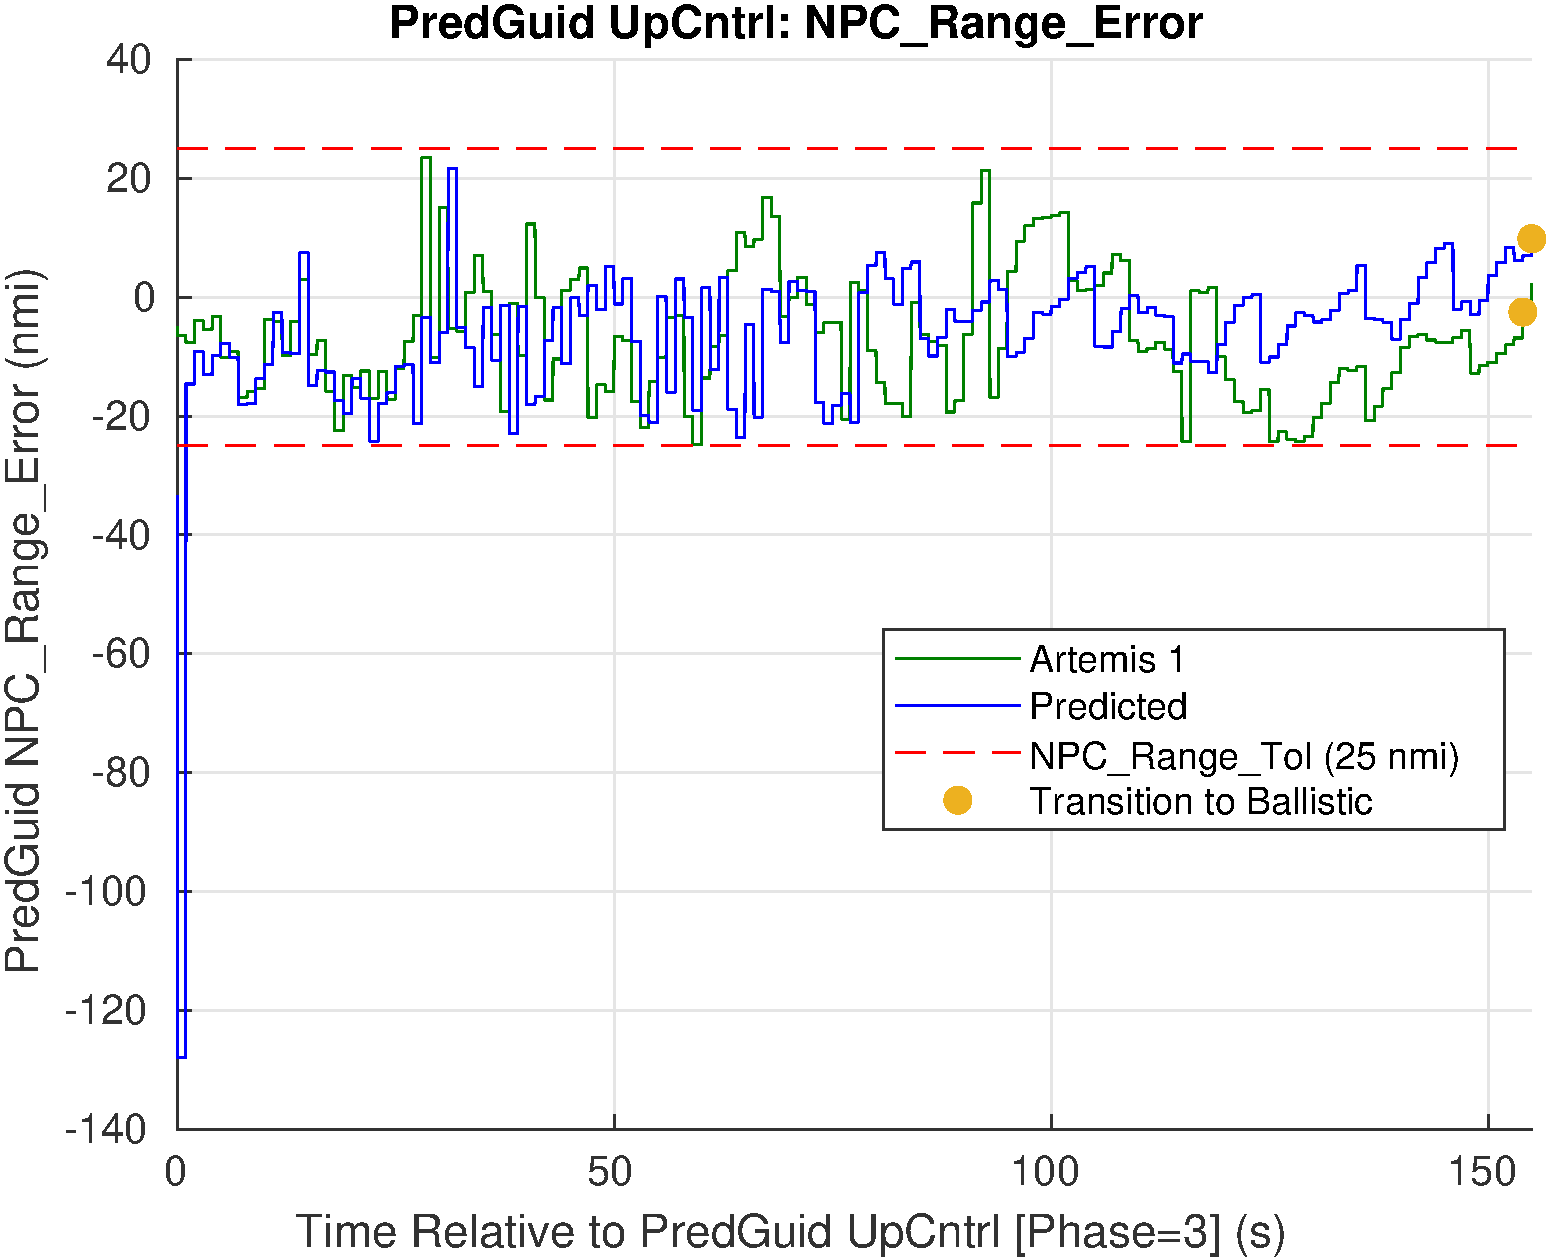 PredGuid UpCntrl: NPC_Range_Error
40
20
0
-20
-40
-60
-80
-100
-120
-140
PredGuid NPC_Range_Error (nmi)
Artemis 1
Predicted
NPC_Range_Tol (25 nmi)
Transition to Ballistic
0 50 100 150
Time Relative to PredGuid UpCntrl [Phase=3] (s)